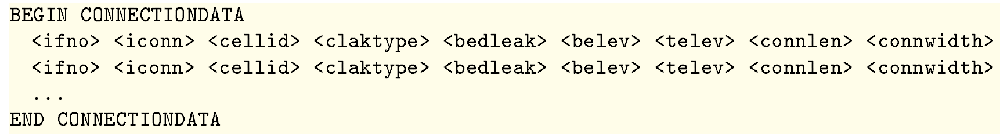 BEGIN CONNECTIONDATA
<ifno> <iconn> <cellid> <claktype> <bedleak> <belev> <telev> <connlen> <connwidth>
<ifno> <iconn> <cellid> <claktype> <bedleak> <belev> <telev> <connlen> <connwidth>
...
END CONNECTIONDATA